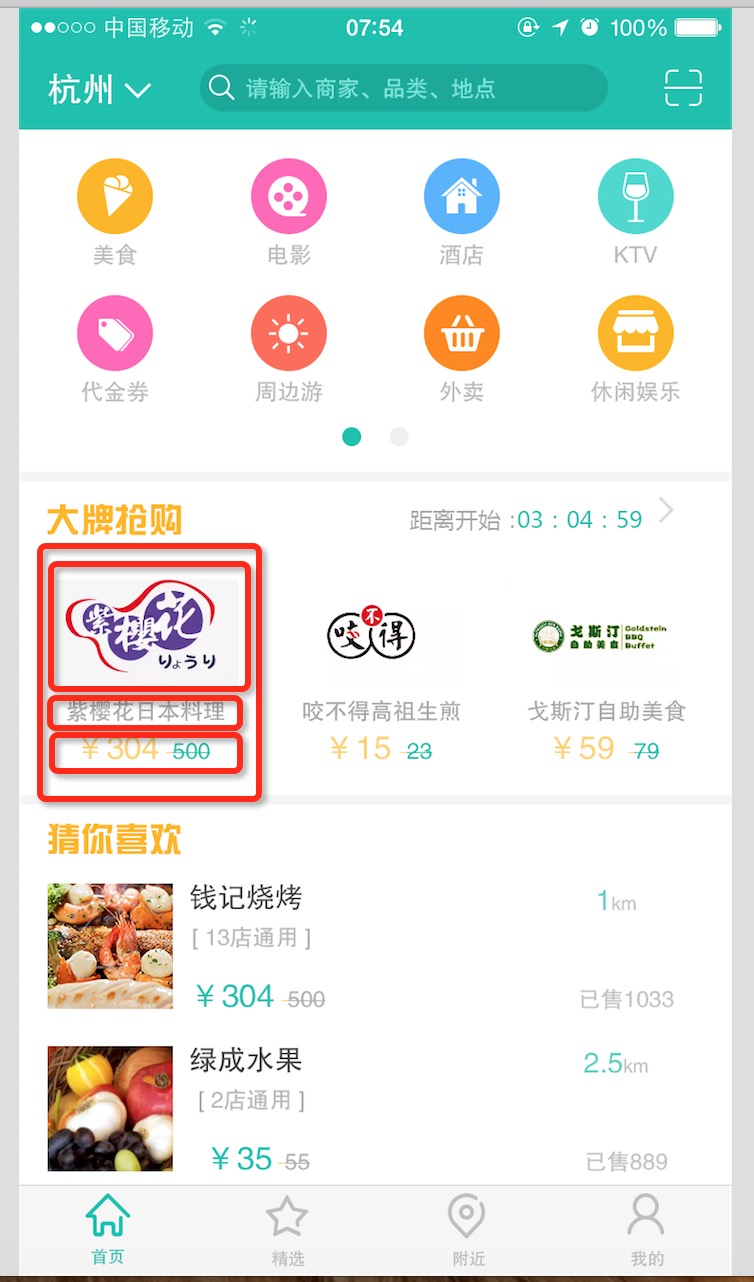 中国移动 07:54 100%
杭州 请输入商家、品类、地点
美食 电影 酒店 KTV
代金券 周边游 外卖 休闲娱乐
大牌抢购 距离开始 :03 : 04 : 59
紫樱花
りょうり
咬不得
戈斯汀
自助美食
Goldstein
BBQ
Buffet
紫樱花日本料理 咬不得高祖生煎 戈斯汀自助美食
¥304 500 ¥15 23 ¥59 79
猜你喜欢
钱记烧烤 1km
[ 13店通用 ]
¥304 500 已售1033
绿成水果 2.5km
[ 2店通用 ]
¥35 55 已售889
首页 精选 附近 我的